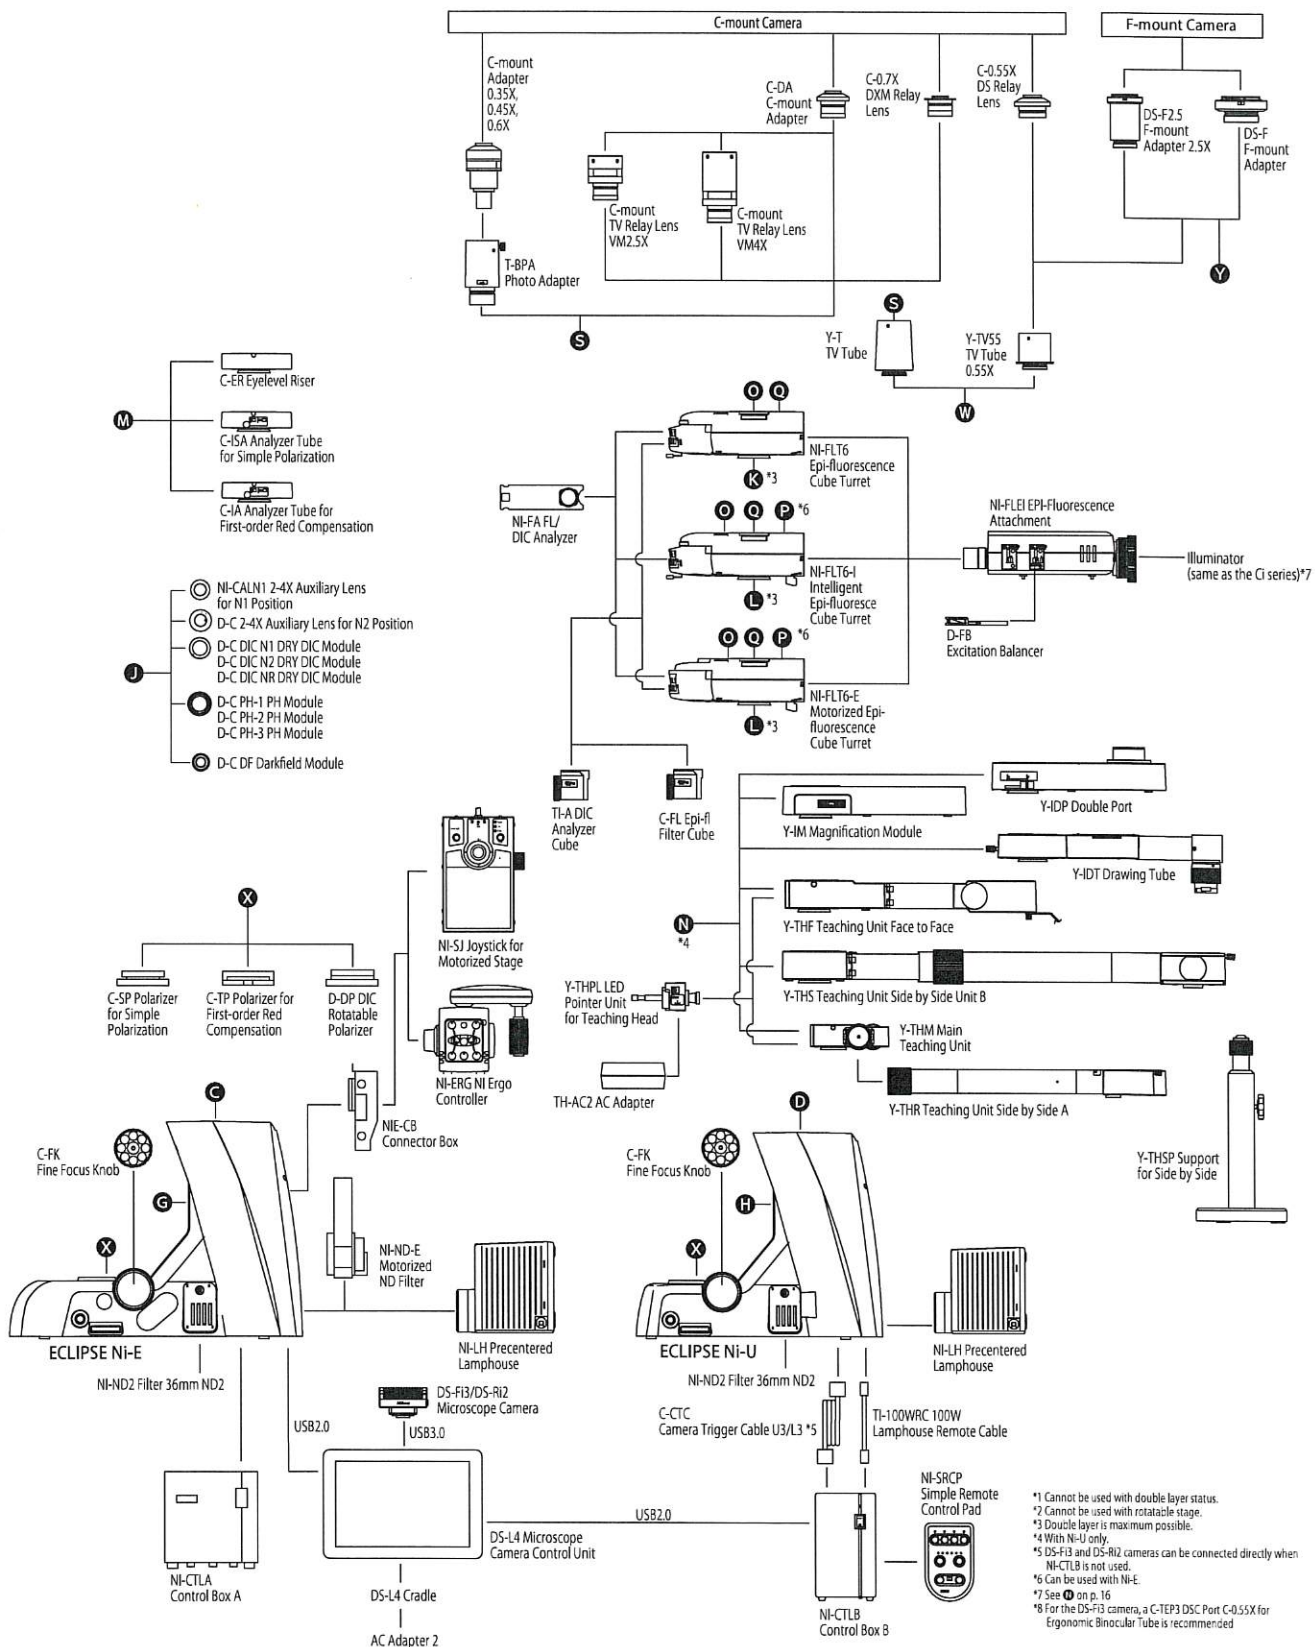 C-mount Camera
F-mount Camera
C-mount
Adapter
0.35X,
0.45X,
0.6X
C-DA
C-mount
Adapter
C-0.7X
DXM Relay
Lens
C-0.55X
DS Relay
Lens
DS-F2.5
F-mount
Adapter 2.5X
DS-F
F-mount
Adapter
C-mount
TV Relay Lens
VM2.5X
C-mount
TV Relay Lens
VM4X
T-BPA
Photo Adapter
Y
S
S
Y-T
TV Tube
Y-TV55
TV Tube
0.55X
W
C-ER Eyelevel Riser
M
C-ISA Analyzer Tube
for Simple Polarization
C-IA Analyzer Tube for
First-order Red Compensation
O Q
NI-FLT6
Epi-fluorescence
Cube Turret
K *3
NI-FA FL/
DIC Analyzer
O Q P *6
NI-FLT6-I
Intelligent
Epi-fluoresce
Cube Turret
L *3
NI-FLEI EPI-Fluorescence
Attachment
Illuminator
(same as the Ci series)*7
D-FB
Excitation Balancer
O Q P *6
NI-FLT6-E
Motorized Epi-
fluorescence
Cube Turret
L *3
J
NI-CALN1 2-4X Auxiliary Lens
for N1 Position
D-C 2-4X Auxiliary Lens for N2 Position
D-C DIC N1 DRY DIC Module
D-C DIC N2 DRY DIC Module
D-C DIC NR DRY DIC Module
D-C PH-1 PH Module
D-C PH-2 PH Module
D-C PH-3 PH Module
D-C DF Darkfield Module
TI-A DIC
Analyzer
Cube
C-FL Epi-fl
Filter Cube
Y-IDP Double Port
Y-IM Magnification Module
Y-IDT Drawing Tube
Y-THF Teaching Unit Face to Face
N
*4
Y-THS Teaching Unit Side by Side Unit B
Y-THPL LED
Pointer Unit
for Teaching Head
Y-THM Main
Teaching Unit
TH-AC2 AC Adapter
Y-THR Teaching Unit Side by Side A
Y-THSP Support
for Side by Side
X
C-SP Polarizer
for Simple
Polarization
C-TP Polarizer for
First-order Red
Compensation
D-DP DIC
Rotatable
Polarizer
NI-SJ Joystick for
Motorized Stage
NI-ERG NI Ergo
Controller
NIE-CB
Connector Box
C
C-FK
Fine Focus Knob
G
X
NI-ND-E
Motorized
ND Filter
ECLIPSE Ni-E
NI-LH Precentered
Lamphouse
NI-ND2 Filter 36mm ND2
D
C-FK
Fine Focus Knob
H
X
ECLIPSE Ni-U
NI-LH Precentered
Lamphouse
NI-ND2 Filter 36mm ND2
DS-Fi3/DS-Ri2
Microscope Camera
USB2.0
USB3.0
C-CTC
Camera Trigger Cable U3/L3 *5
TI-100WRC 100W
Lamphouse Remote Cable
NI-CTLA
Control Box A
DS-L4 Microscope
Camera Control Unit
USB2.0
DS-L4 Cradle
AC Adapter 2
NI-CTLB
Control Box B
NI-SRCP
Simple Remote
Control Pad
*1 Cannot be used with double layer status.
*2 Cannot be used with rotatable stage.
*3 Double layer is maximum possible.
*4 With Ni-U only.
*5 DS-Fi3 and DS-Ri2 cameras can be connected directly when
NI-CTLB is not used.
*6 Can be used with Ni-E.
*7 See N on p. 16
*8 For the DS-Fi3 camera, a C-TEP3 DSC Port C-0.55X for
Ergonomic Binocular Tube is recommended